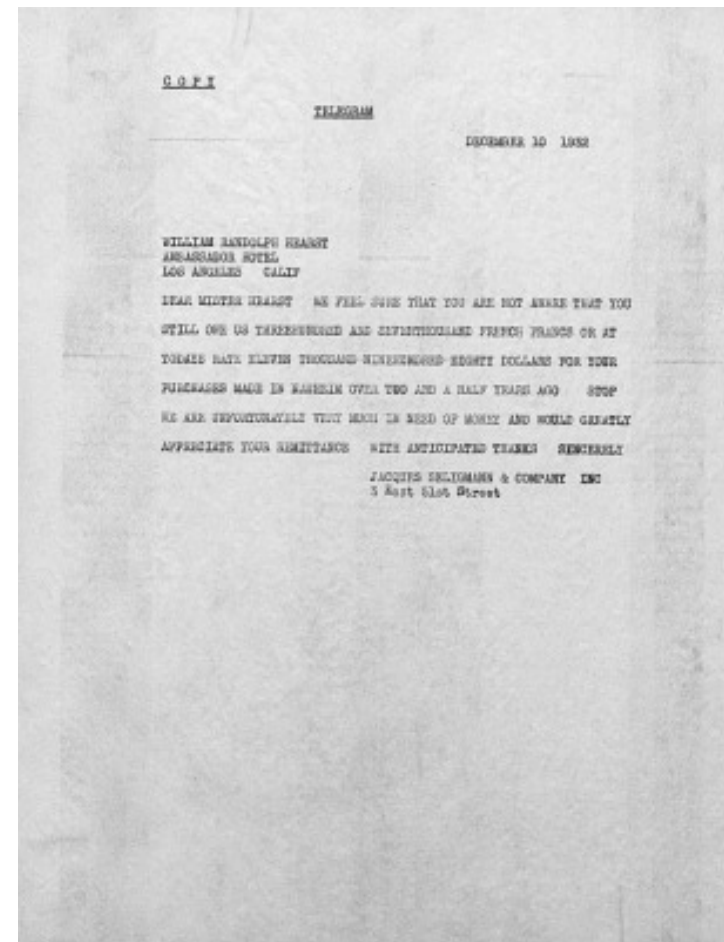 COPY
TELEGRAM
DECEMBER 10 1932
WILLIAM RANDOLPH HEARST
AMBASSADOR HOTEL
LOS ANGELES CALIF
DEAR MISTER HEARST WE FEEL SURE THAT YOU ARE NOT AWARE THAT YOU
STILL OWE US THREEHUNDRED AND THOUSAND FRENCH FRANCS OR AT
RATE ELEVEN THOUSAND NINEHUNDRED EIGHTY DOLLARS FOR YOUR
PURCHASES MADE IN OVER TWO AND A HALF YEARS AGO STOP
WE ARE UNFORTUNATELY VERY MUCH IN NEED OF MONEY AND WOULD GREATLY
APPRECIATE YOUR REMITTANCE WITH ANTICIPATED THANKS SINCERELY
JACQUES SELIGMANN & COMPANY INC
3 East 51st Street